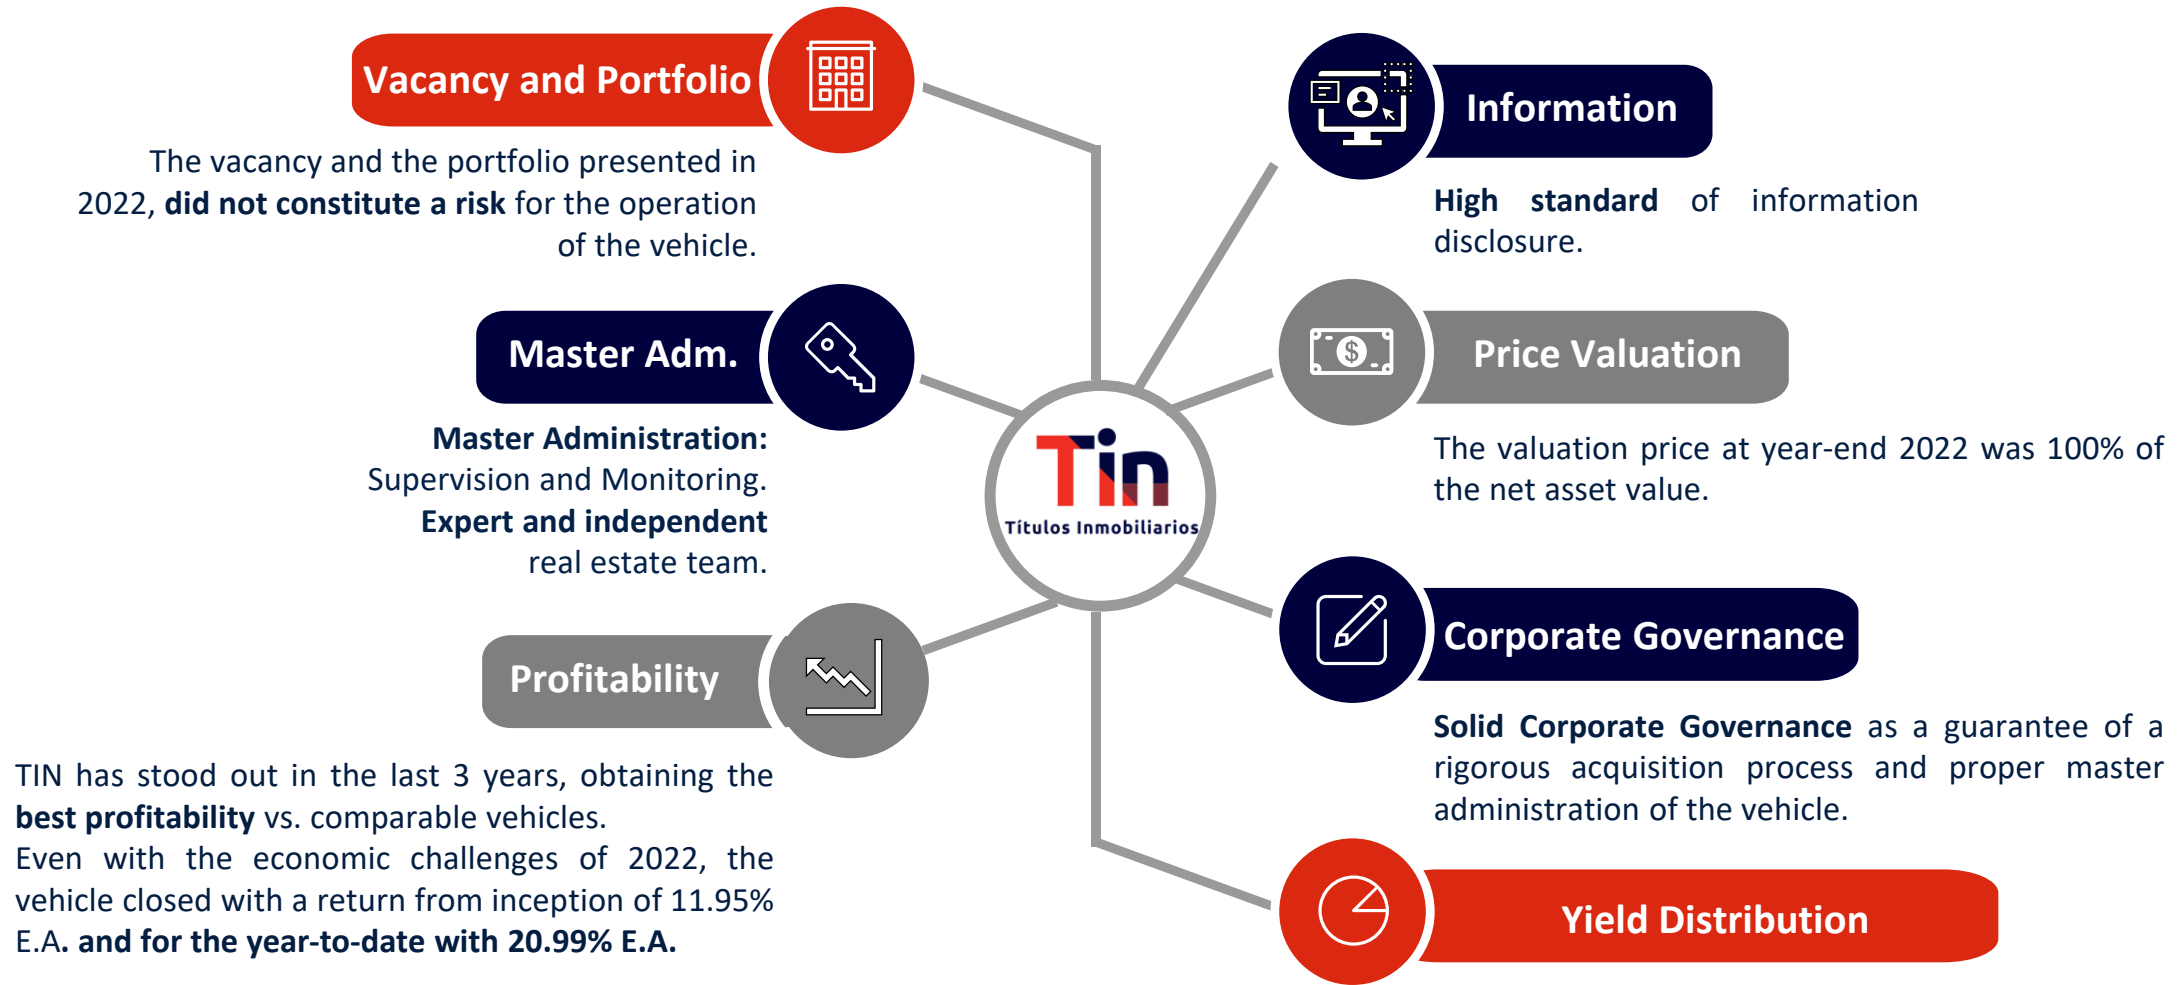 Vacancy and Portfolio
The vacancy and the portfolio presented in
2022, did not constitute a risk for the operation
of the vehicle.
Master Adm.
Master Administration:
Supervision and Monitoring.
Expert and independent
real estate team.
Profitability
TIN has stood out in the last 3 years, obtaining the
best profitability vs. comparable vehicles.
Even with the economic challenges of 2022, the
vehicle closed with a return from inception of 11.95%
E.A. and for the year-to-date with 20.99% E.A.
Tin
Títulos Inmobiliarios
Information
High standard of information
disclosure.
$
Price Valuation
The valuation price at year-end 2022 was 100% of
the net asset value.
Corporate Governance
Solid Corporate Governance as a guarantee of a
rigorous acquisition process and proper master
administration of the vehicle.
Yield Distribution